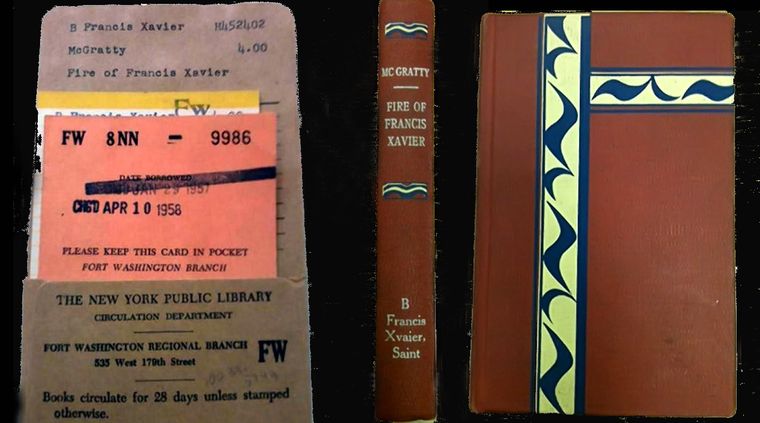 B Francis Xavier M452402
McGratty 4.00
Fire of Francis Xavier
FW
B Francis Xavier 4.00
FW 8NN - 9986
DATE BORROWED
JAN 29 1957
CH'G'D APR 10 1958
PLEASE KEEP THIS CARD IN POCKET
FORT WASHINGTON BRANCH
THE NEW YORK PUBLIC LIBRARY
CIRCULATION DEPARTMENT
FORT WASHINGTON REGIONAL BRANCH FW
535 West 179th Street
Books circulate for 28 days unless stamped
otherwise.
MC GRATTY
FIRE OF
FRANCIS
XAVIER
B
Francis
Xvaier,
Saint